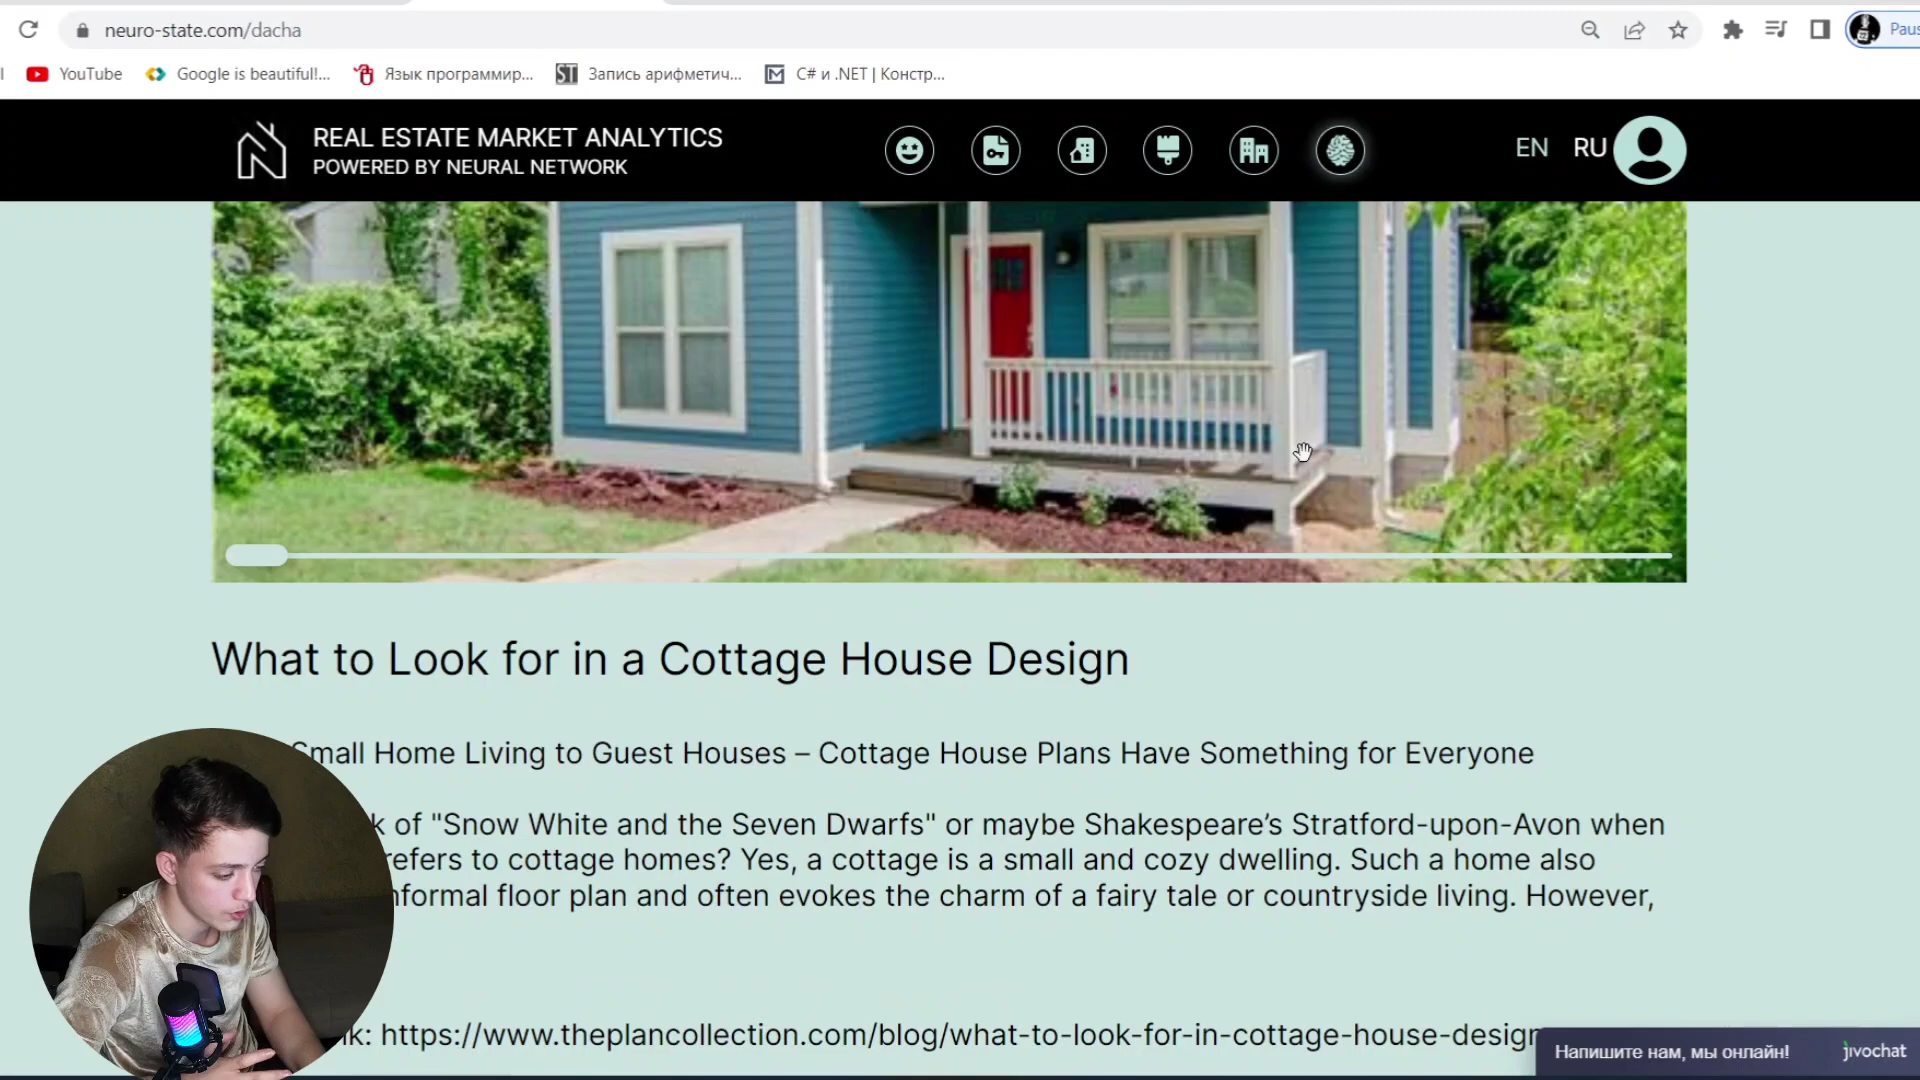 neuro-state.com/dacha
Paus
YouTube
Google is beautiful!...
Язык программир...
ST
Запись арифметич...
M
C# и .NET | Констр...
REAL ESTATE MARKET ANALYTICS
POWERED BY NEURAL NETWORK
EN RU
What to Look for in a Cottage House Design
Small Home Living to Guest Houses – Cottage House Plans Have Something for Everyone
k of "Snow White and the Seven Dwarfs" or maybe Shakespeare's Stratford-upon-Avon when
refers to cottage homes? Yes, a cottage is a small and cozy dwelling. Such a home also
nformal floor plan and often evokes the charm of a fairy tale or countryside living. However,
k: https://www.theplancollection.com/blog/what-to-look-for-in-cottage-house-design
Напишите нам, мы онлайн!
jivochat